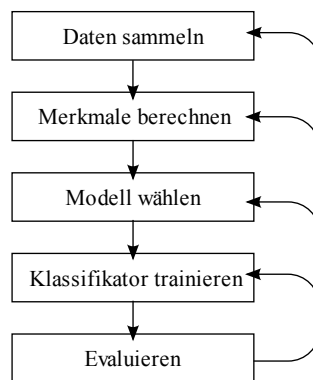 Daten sammeln
Merkmale berechnen
Modell wählen
Klassifikator trainieren
Evaluieren